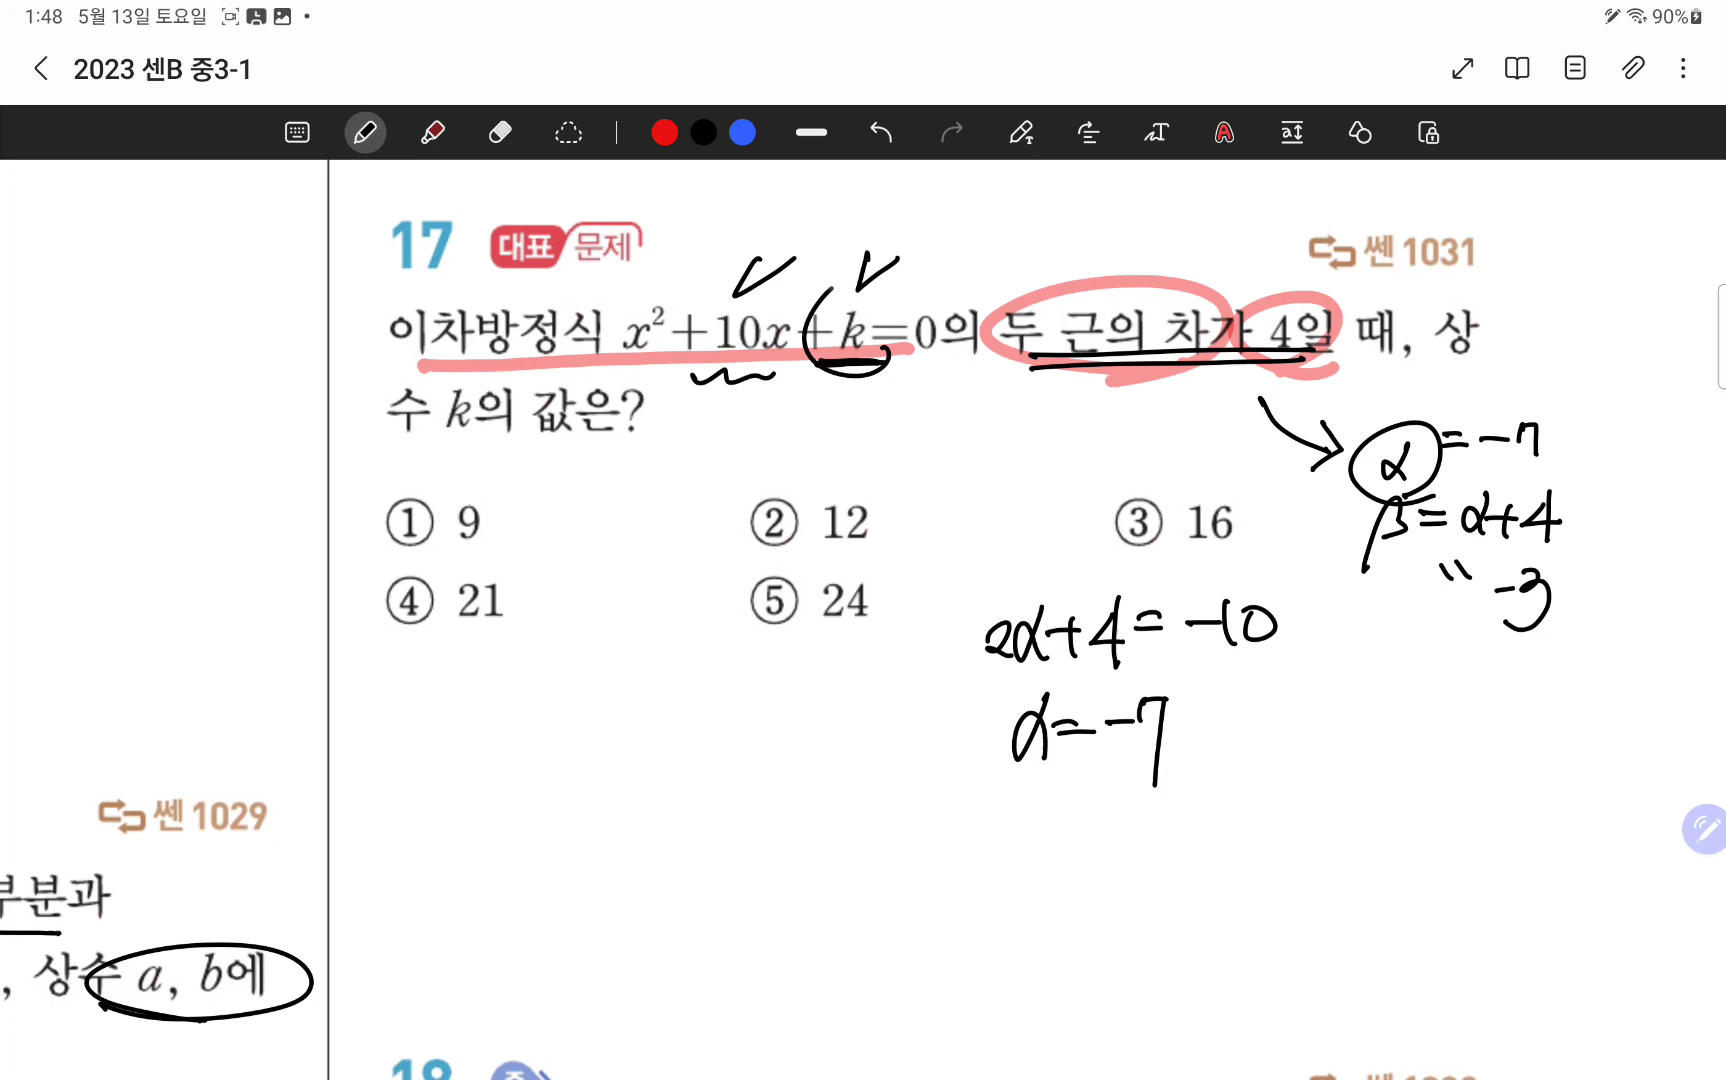 1:48 5월 13일 토요일
90%
2023 센B 중3-1
17 대표 문제 쎈 1031
이차방정식 x²+10x+k=0의 두 근의 차가 4일 때, 상
수 k의 값은?
① 9 ② 12 ③ 16
④ 21 ⑤ 24
α = -7
β = α+4
" -3
2α+4 = -10
α = -7
쎈 1029
부분과
, 상수 a, b에